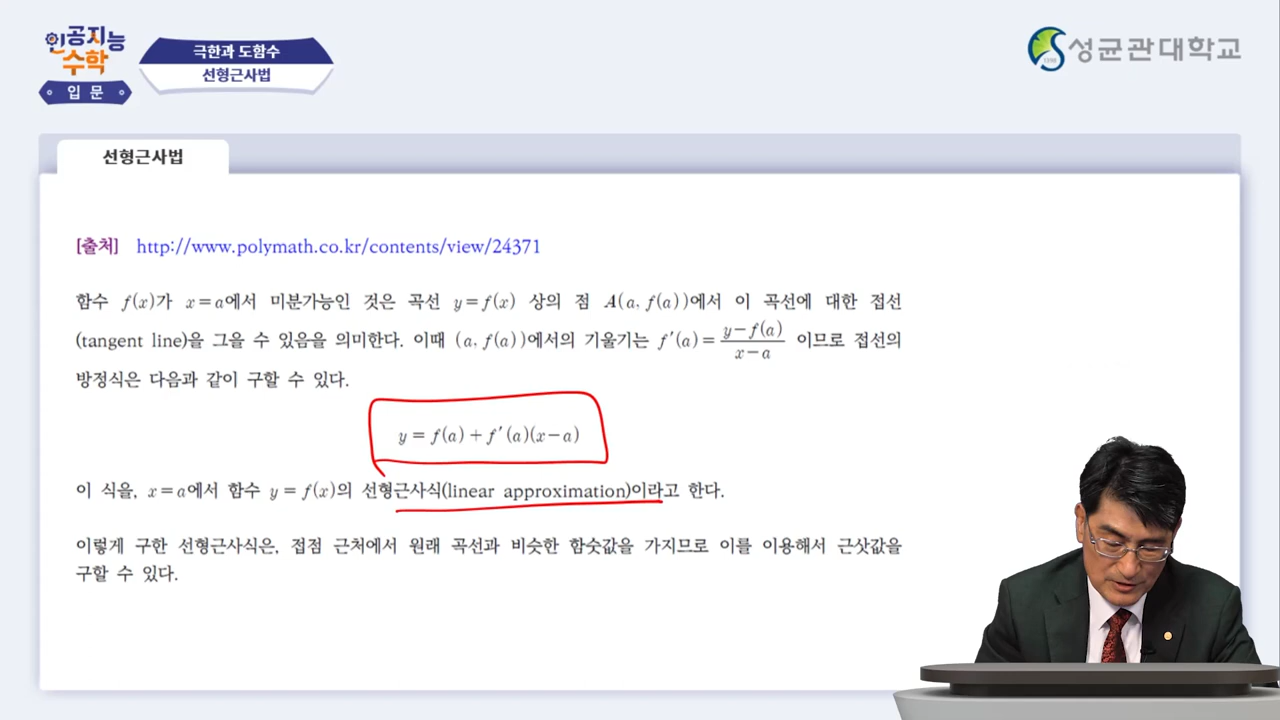 인공지능
수학
입 문
극한과 도함수
선형근사법
성균관대학교
선형근사법
[출처] http://www.polymath.co.kr/contents/view/24371
함수 f(x)가 x=a에서 미분가능인 것은 곡선 y=f(x) 상의 점 A(a, f(a))에서 이 곡선에 대한 접선
(tangent line)을 그을 수 있음을 의미한다. 이때 (a, f(a))에서의 기울기는 f′(a)=\frac{y-f(a)}{x-a} 이므로 접선의
방정식은 다음과 같이 구할 수 있다.
y = f(a) + f′(a)(x-a)
이 식을, x=a에서 함수 y = f(x)의 선형근사식(linear approximation)이라고 한다.
이렇게 구한 선형근사식은, 접점 근처에서 원래 곡선과 비슷한 함숫값을 가지므로 이를 이용해서 근삿값을
구할 수 있다.